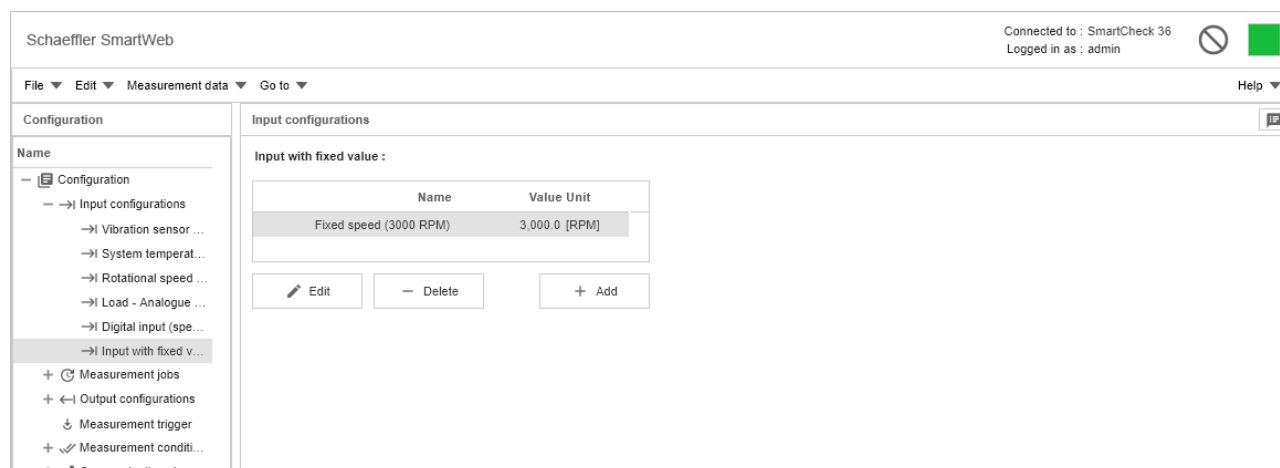 Schaeffler SmartWeb
Connected to : SmartCheck 36
Logged in as : admin
File Edit Measurement data Go to Help
Configuration
Input configurations
Name
Input with fixed value :
Configuration
Name Value Unit
Input configurations
Fixed speed (3000 RPM) 3,000.0 [RPM]
Vibration sensor ...
System temperat...
Rotational speed ...
Edit Delete Add
Load - Analogue ...
Digital input (spe...
Input with fixed v...
Measurement jobs
Output configurations
Measurement trigger
Measurement conditi...